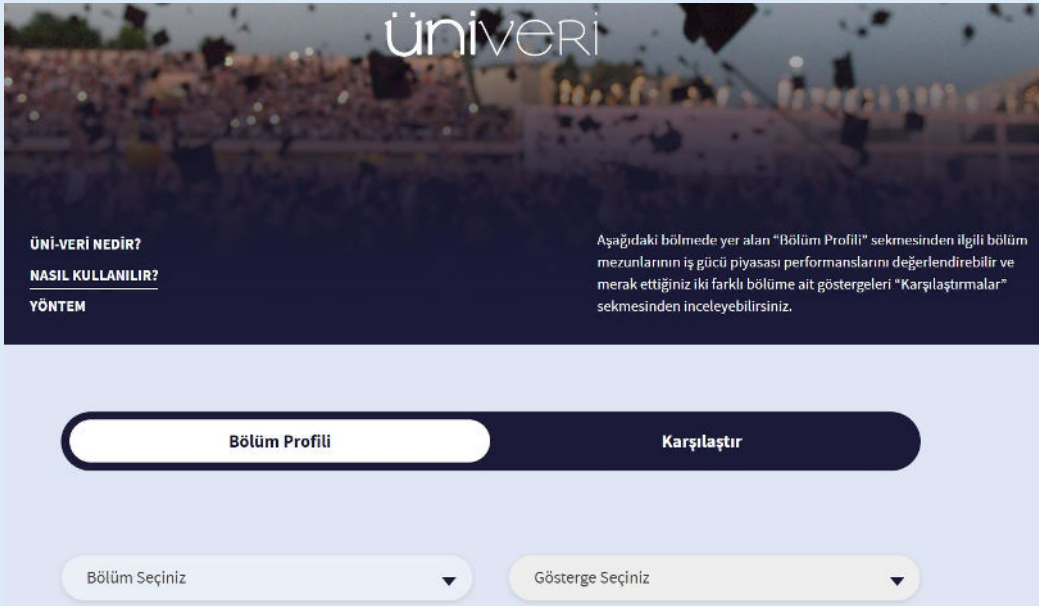 üniVERi
ÜNİ-VERİ NEDİR?
NASIL KULLANILIR?
YÖNTEM
Aşağıdaki bölmede yer alan “Bölüm Profili” sekmesinden ilgili bölüm
mezunlarının iş gücü piyasası performanslarını değerlendirebilir ve
merak ettiğiniz iki farklı bölüme ait göstergeleri “Karşılaştırmalar”
sekmesinden inceleyebilirsiniz.
Bölüm Profili
Karşılaştır
Bölüm Seçiniz
Gösterge Seçiniz